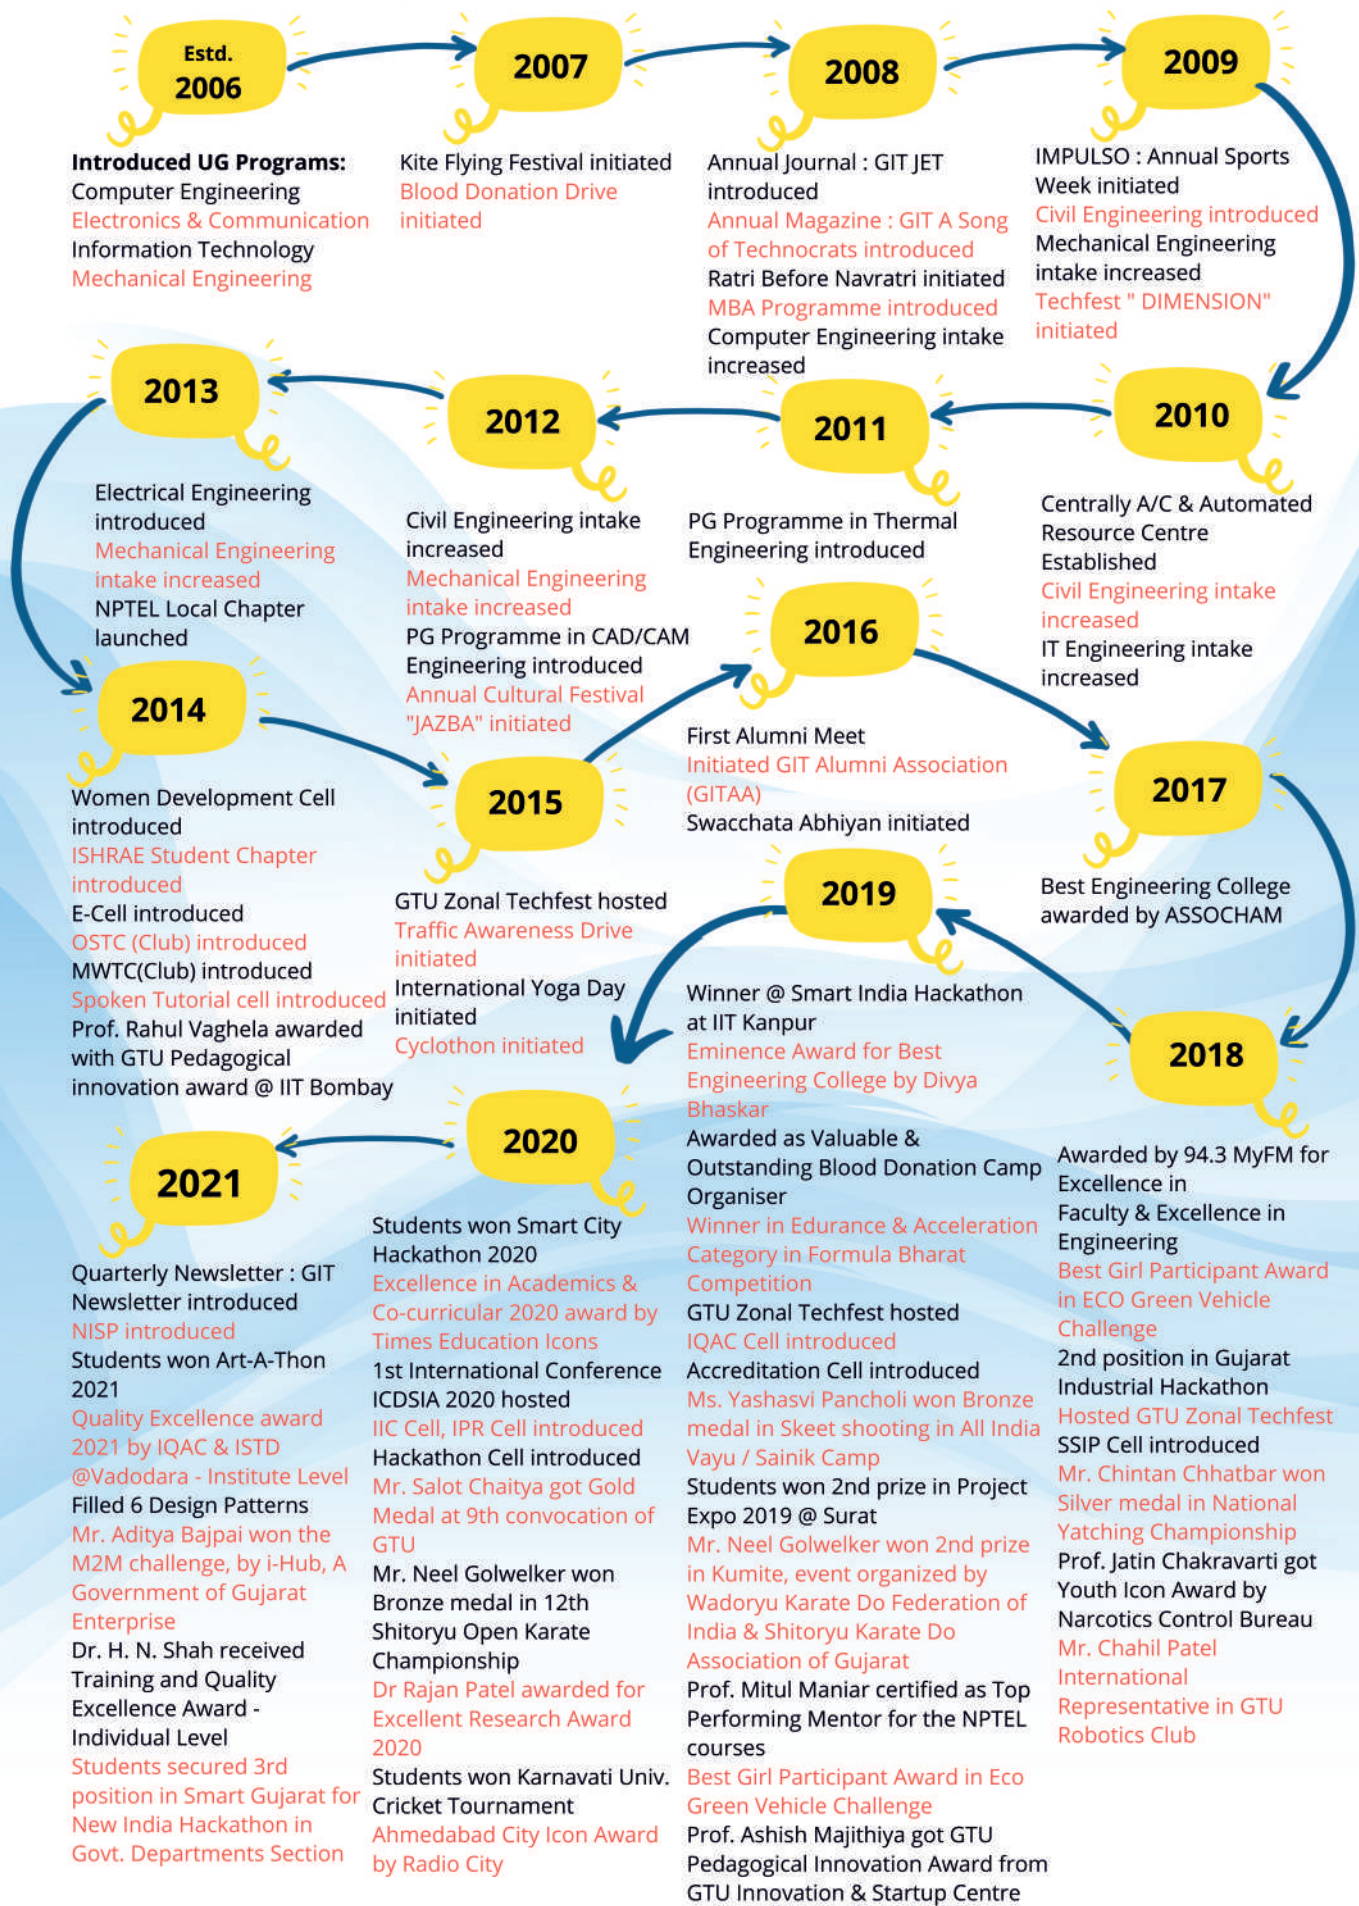 Estd.
2006
Introduced UG Programs:
Computer Engineering
Electronics & Communication
Information Technology
Mechanical Engineering
2007
Kite Flying Festival initiated
Blood Donation Drive
initiated
2008
Annual Journal : GIT JET
introduced
Annual Magazine : GIT A Song
of Technocrats introduced
Ratri Before Navratri initiated
MBA Programme introduced
Computer Engineering intake
increased
2009
IMPULSO : Annual Sports
Week initiated
Civil Engineering introduced
Mechanical Engineering
intake increased
Techfest " DIMENSION"
initiated
2010
Centrally A/C & Automated
Resource Centre
Established
Civil Engineering intake
increased
IT Engineering intake
increased
2011
PG Programme in Thermal
Engineering introduced
2012
Civil Engineering intake
increased
Mechanical Engineering
intake increased
PG Programme in CAD/CAM
Engineering introduced
Annual Cultural Festival
"JAZBA" initiated
2013
Electrical Engineering
introduced
Mechanical Engineering
intake increased
NPTEL Local Chapter
launched
2014
Women Development Cell
introduced
ISHRAE Student Chapter
introduced
E-Cell introduced
OSTC (Club) introduced
MWTC(Club) introduced
Spoken Tutorial cell introduced
Prof. Rahul Vaghela awarded
with GTU Pedagogical
innovation award @ IIT Bombay
2015
GTU Zonal Techfest hosted
Traffic Awareness Drive
initiated
International Yoga Day
initiated
Cyclothon initiated
2016
First Alumni Meet
Initiated GIT Alumni Association
(GITAA)
Swacchata Abhiyan initiated
2017
Best Engineering College
awarded by ASSOCHAM
2018
Awarded by 94.3 MyFM for
Excellence in
Faculty & Excellence in
Engineering
Best Girl Participant Award
in ECO Green Vehicle
Challenge
2nd position in Gujarat
Industrial Hackathon
Hosted GTU Zonal Techfest
SSIP Cell introduced
Mr. Chintan Chhatbar won
Silver medal in National
Yatching Championship
Prof. Jatin Chakravarti got
Youth Icon Award by
Narcotics Control Bureau
Mr. Chahil Patel
International
Representative in GTU
Robotics Club
2019
Winner @ Smart India Hackathon
at IIT Kanpur
Eminence Award for Best
Engineering College by Divya
Bhaskar
Awarded as Valuable &
Outstanding Blood Donation Camp
Organiser
Winner in Edurance & Acceleration
Category in Formula Bharat
Competition
GTU Zonal Techfest hosted
IQAC Cell introduced
Accreditation Cell introduced
Ms. Yashasvi Pancholi won Bronze
medal in Skeet shooting in All India
Vayu / Sainik Camp
Students won 2nd prize in Project
Expo 2019 @ Surat
Mr. Neel Golwelker won 2nd prize
in Kumite, event organized by
Wadoryu Karate Do Federation of
India & Shitoryu Karate Do
Association of Gujarat
Prof. Mitul Maniar certified as Top
Performing Mentor for the NPTEL
courses
Best Girl Participant Award in Eco
Green Vehicle Challenge
Prof. Ashish Majithiya got GTU
Pedagogical Innovation Award from
GTU Innovation & Startup Centre
2020
Students won Smart City
Hackathon 2020
Excellence in Academics &
Co-curricular 2020 award by
Times Education Icons
1st International Conference
ICDSIA 2020 hosted
IIC Cell, IPR Cell introduced
Hackathon Cell introduced
Mr. Salot Chaitya got Gold
Medal at 9th convocation of
GTU
Mr. Neel Golwelker won
Bronze medal in 12th
Shitoryu Open Karate
Championship
Dr Rajan Patel awarded for
Excellent Research Award
2020
Students won Karnavati Univ.
Cricket Tournament
Ahmedabad City Icon Award
by Radio City
2021
Quarterly Newsletter : GIT
Newsletter introduced
NISP introduced
Students won Art-A-Thon
2021
Quality Excellence award
2021 by IQAC & ISTD
@Vadodara - Institute Level
Filled 6 Design Patterns
Mr. Aditya Bajpai won the
M2M challenge, by i-Hub, A
Government of Gujarat
Enterprise
Dr. H. N. Shah received
Training and Quality
Excellence Award -
Individual Level
Students secured 3rd
position in Smart Gujarat for
New India Hackathon in
Govt. Departments Section